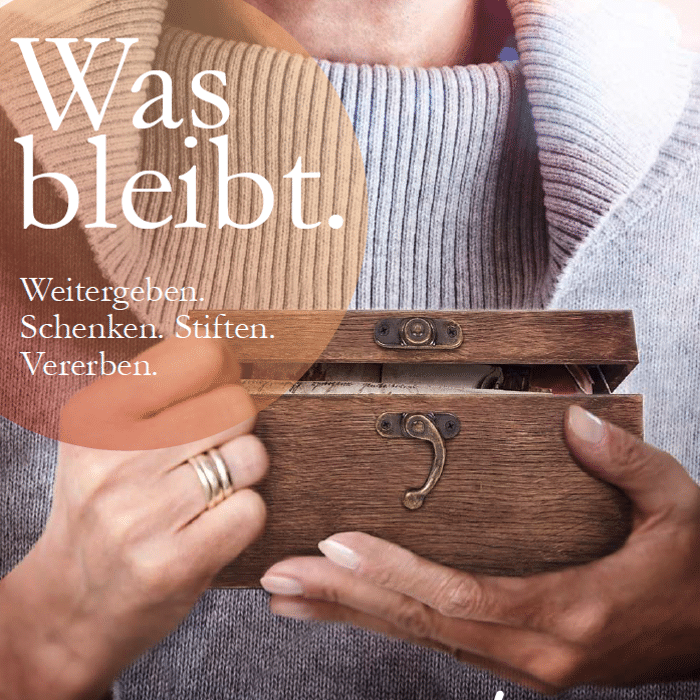 Was
bleibt.
Weitergeben.
Schenken. Stiften.
Vererben.